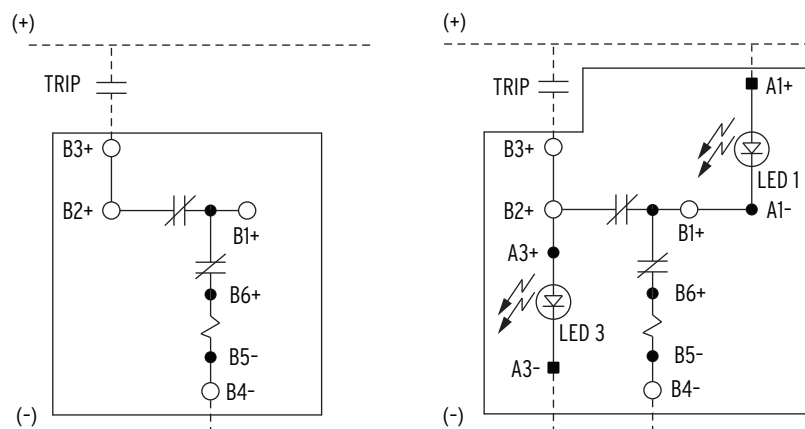 (+)
TRIP
B3+
B2+
B1+
B6+
B5-
B4-
(-)
(+)
TRIP
A1+
B3+
LED 1
B2+
A1-
B1+
A3+
B6+
LED 3
B5-
A3-
B4-
(-)